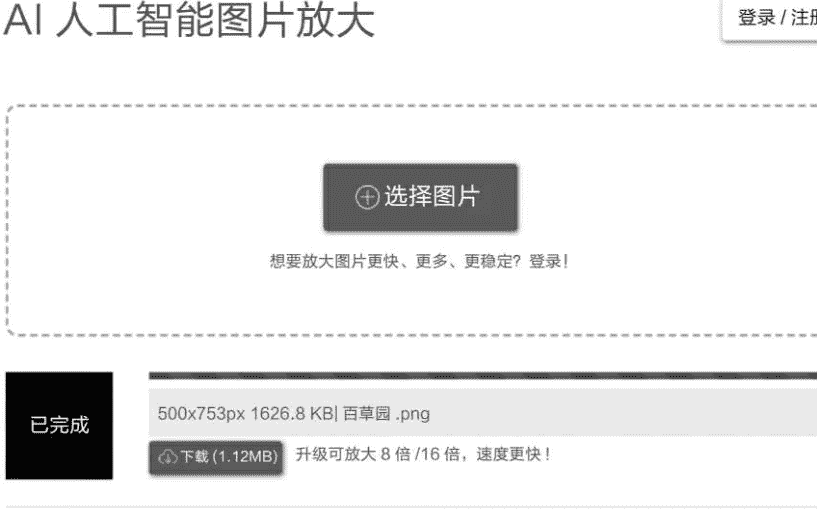 AI 人工智能图片放大
登录 / 注册
选择图片
想要放大图片更快、更多、更稳定？登录！
已完成
500x753px 1626.8 KB| 百草园 .png
下载 (1.12MB)
升级可放大 8 倍 /16 倍，速度更快！